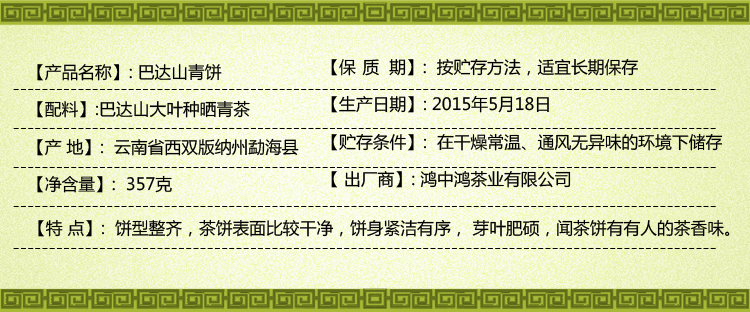 【产品名称】: 巴达山青饼
【保 质 期】: 按贮存方法，适宜长期保存
【配料】:巴达山大叶种晒青茶
【生产日期】: 2015年5月18日
【产 地】: 云南省西双版纳州勐海县
【贮存条件】: 在干燥常温、通风无异味的环境下储存
【净含量】: 357克
【 出厂商】: 鸿中鸿茶业有限公司
【特 点】: 饼型整齐，茶饼表面比较干净，饼身紧洁有序， 芽叶肥硕，闻茶饼有有人的茶香味。